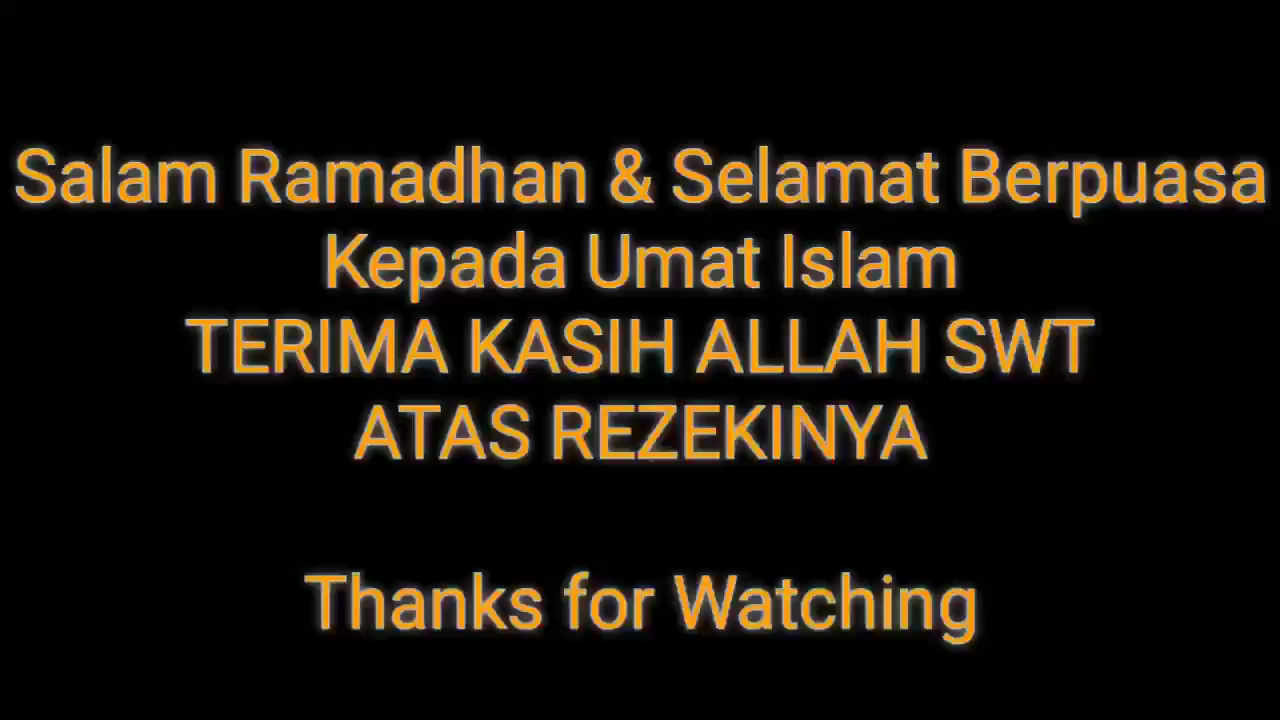 Salam Ramadhan & Selamat Berpuasa
Kepada Umat Islam
TERIMA KASIH ALLAH SWT
ATAS REZEKINYA
Thanks for Watching